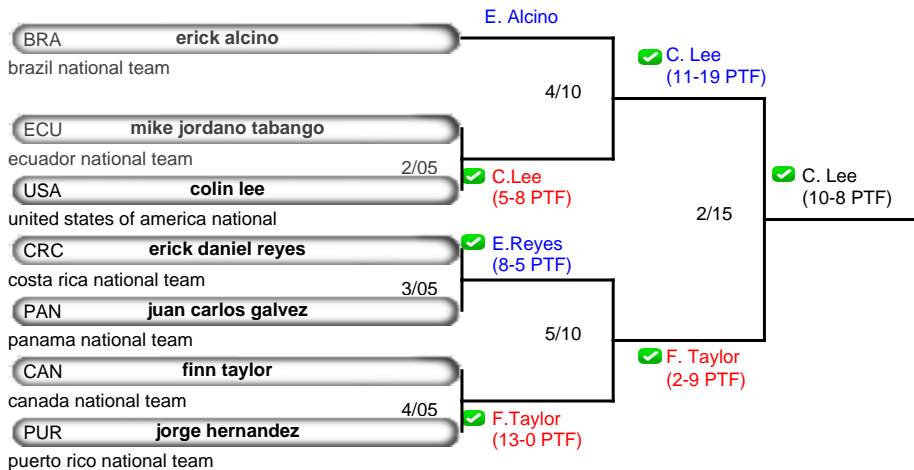 E. Alcino
BRA erick alcino
brazil national team
C. Lee
(11-19 PTF)
4/10
ECU mike jordano tabango
ecuador national team
2/05
USA colin lee
united states of america national
C.Lee
(5-8 PTF)
C. Lee
(10-8 PTF)
2/15
CRC erick daniel reyes
costa rica national team
E.Reyes
(8-5 PTF)
3/05
PAN juan carlos galvez
panama national team
5/10
CAN finn taylor
canada national team
F. Taylor
(2-9 PTF)
4/05
PUR jorge hernandez
puerto rico national team
F.Taylor
(13-0 PTF)